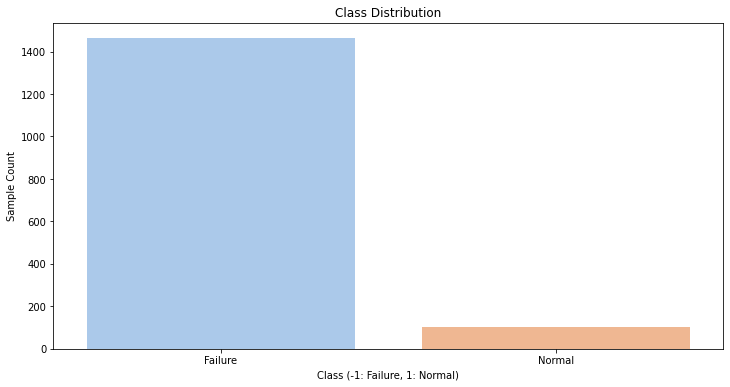 Class Distribution
1400
1200
1000
800
600
400
200
0
Sample Count
Failure
Normal
Class (-1: Failure, 1: Normal)